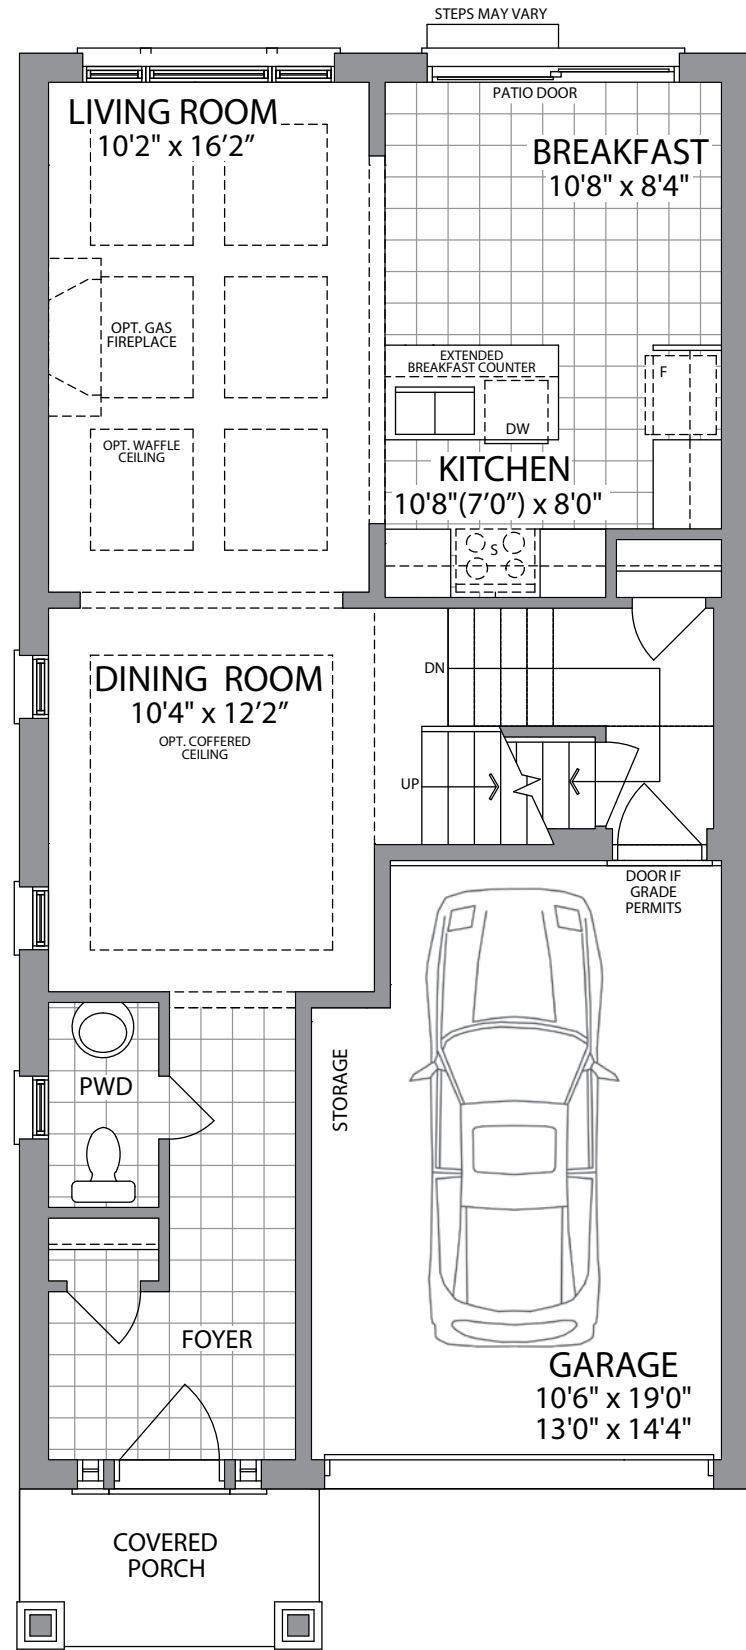 STEPS MAY VARY
PATIO DOOR
LIVING ROOM
10'2" x 16'2"
BREAKFAST
10'8" x 8'4"
OPT. GAS
FIREPLACE
EXTENDED
BREAKFAST COUNTER
F
DW
OPT. WAFFLE
CEILING
KITCHEN
10'8"(7'0") x 8'0"
S
DINING ROOM
10'4" x 12'2"
OPT. COFFERED
CEILING
DN
UP
DOOR IF
GRADE
PERMITS
STORAGE
PWD
FOYER
GARAGE
10'6" x 19'0"
13'0" x 14'4"
COVERED
PORCH